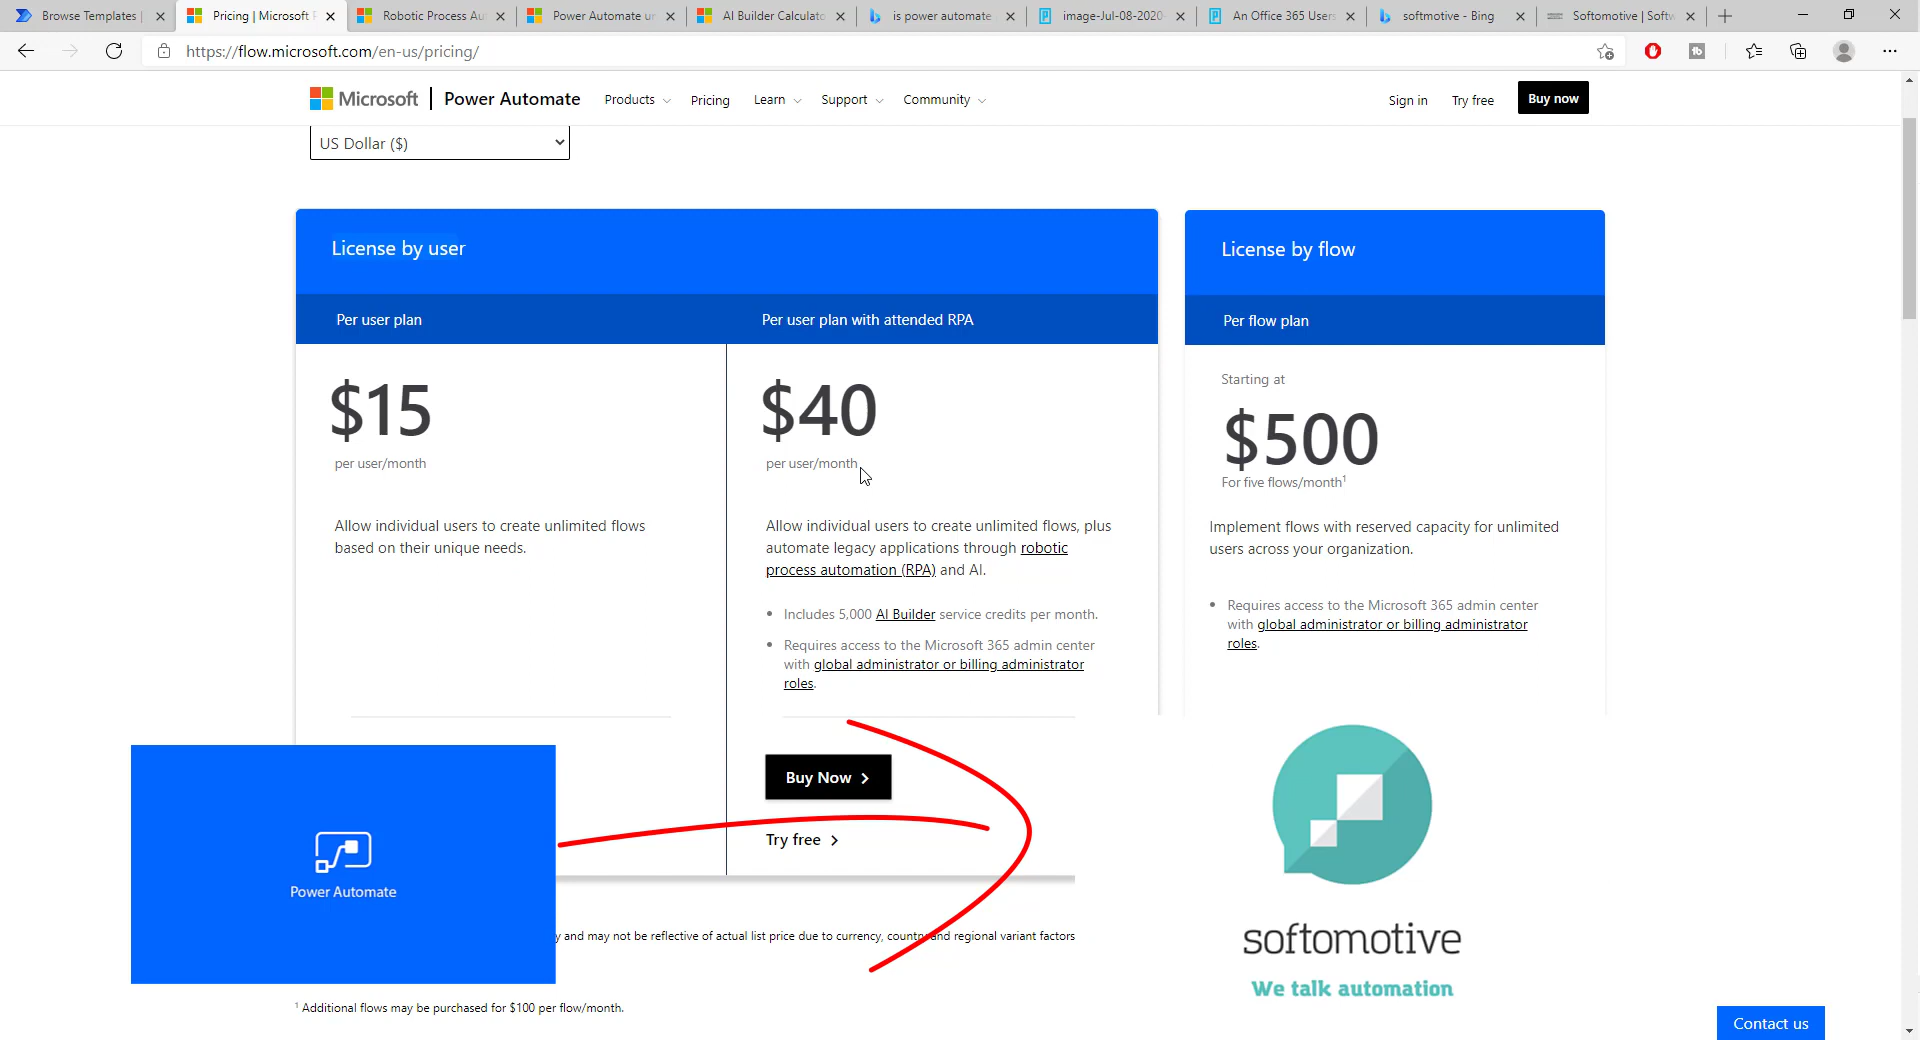 Browse Templates |
Pricing | Microsoft P
Robotic Process Au
Power Automate ur
AI Builder Calculato
is power automate
image-Jul-08-2020-
An Office 365 Users
softmotive - Bing
Softomotive | Softw
https://flow.microsoft.com/en-us/pricing/
Microsoft | Power Automate
Products
Pricing
Learn
Support
Community
Sign in
Try free
Buy now
US Dollar ($)
License by user
Per user plan
$15
per user/month
Allow individual users to create unlimited flows
based on their unique needs.
Per user plan with attended RPA
$40
per user/month
Allow individual users to create unlimited flows, plus
automate legacy applications through robotic
process automation (RPA) and AI.
• Includes 5,000 AI Builder service credits per month.
• Requires access to the Microsoft 365 admin center
with global administrator or billing administrator
roles.
Buy Now >
Try free >
License by flow
Per flow plan
Starting at
$500
For five flows/month¹
Implement flows with reserved capacity for unlimited
users across your organization.
• Requires access to the Microsoft 365 admin center
with global administrator or billing administrator
roles.
Power Automate
softomotive
We talk automation
y and may not be reflective of actual list price due to currency, country and regional variant factors
¹ Additional flows may be purchased for $100 per flow/month.
Contact us